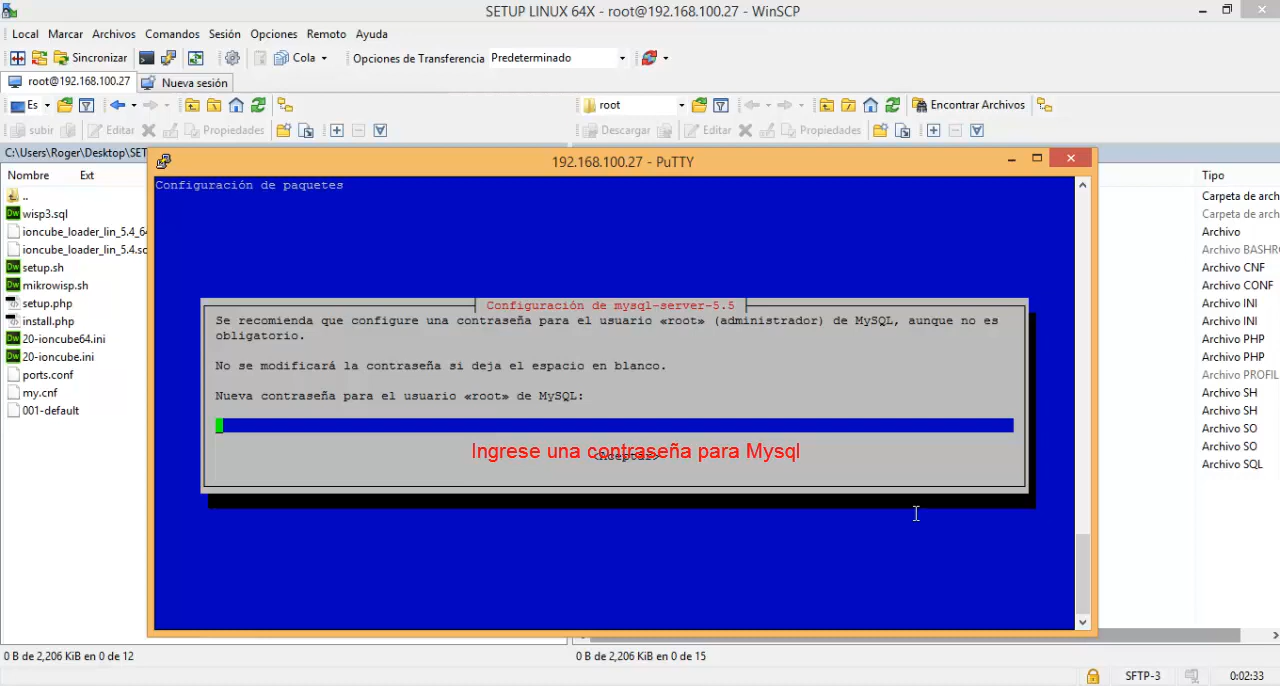 SETUP LINUX 64X - root@192.168.100.27 - WinSCP
Local Marcar Archivos Comandos Sesión Opciones Remoto Ayuda
Sincronizar Cola Opciones de Transferencia Predeterminado
root@192.168.100.27 Nueva sesión
Es root Encontrar Archivos
subir Editar Propiedades Descargar Editar Propiedades
C:\Users\Roger\Desktop\SET
192.168.100.27 - PuTTY
Nombre Ext
Tipo
Configuración de paquetes
..
wisp3.sql
ioncube_loader_lin_5.4_64
ioncube_loader_lin_5.4.so
setup.sh
mikrowisp.sh
setup.php
install.php
20-ioncube64.ini
20-ioncube.ini
ports.conf
my.cnf
001-default
Configuración de mysql-server-5.5
Se recomienda que configure una contraseña para el usuario «root» (administrador) de MySQL, aunque no es
obligatorio.
No se modificará la contraseña si deja el espacio en blanco.
Nueva contraseña para el usuario «root» de MySQL:
<Aceptar>
Ingrese una contraseña para Mysql
Carpeta de arch
Carpeta de arch
Archivo
Archivo BASHRC
Archivo CNF
Archivo CONF
Archivo INI
Archivo INI
Archivo PHP
Archivo PHP
Archivo PROFIL
Archivo SH
Archivo SH
Archivo SO
Archivo SO
Archivo SQL
0 B de 2,206 KiB en 0 de 12
0 B de 2,206 KiB en 0 de 15
SFTP-3 0:02:33